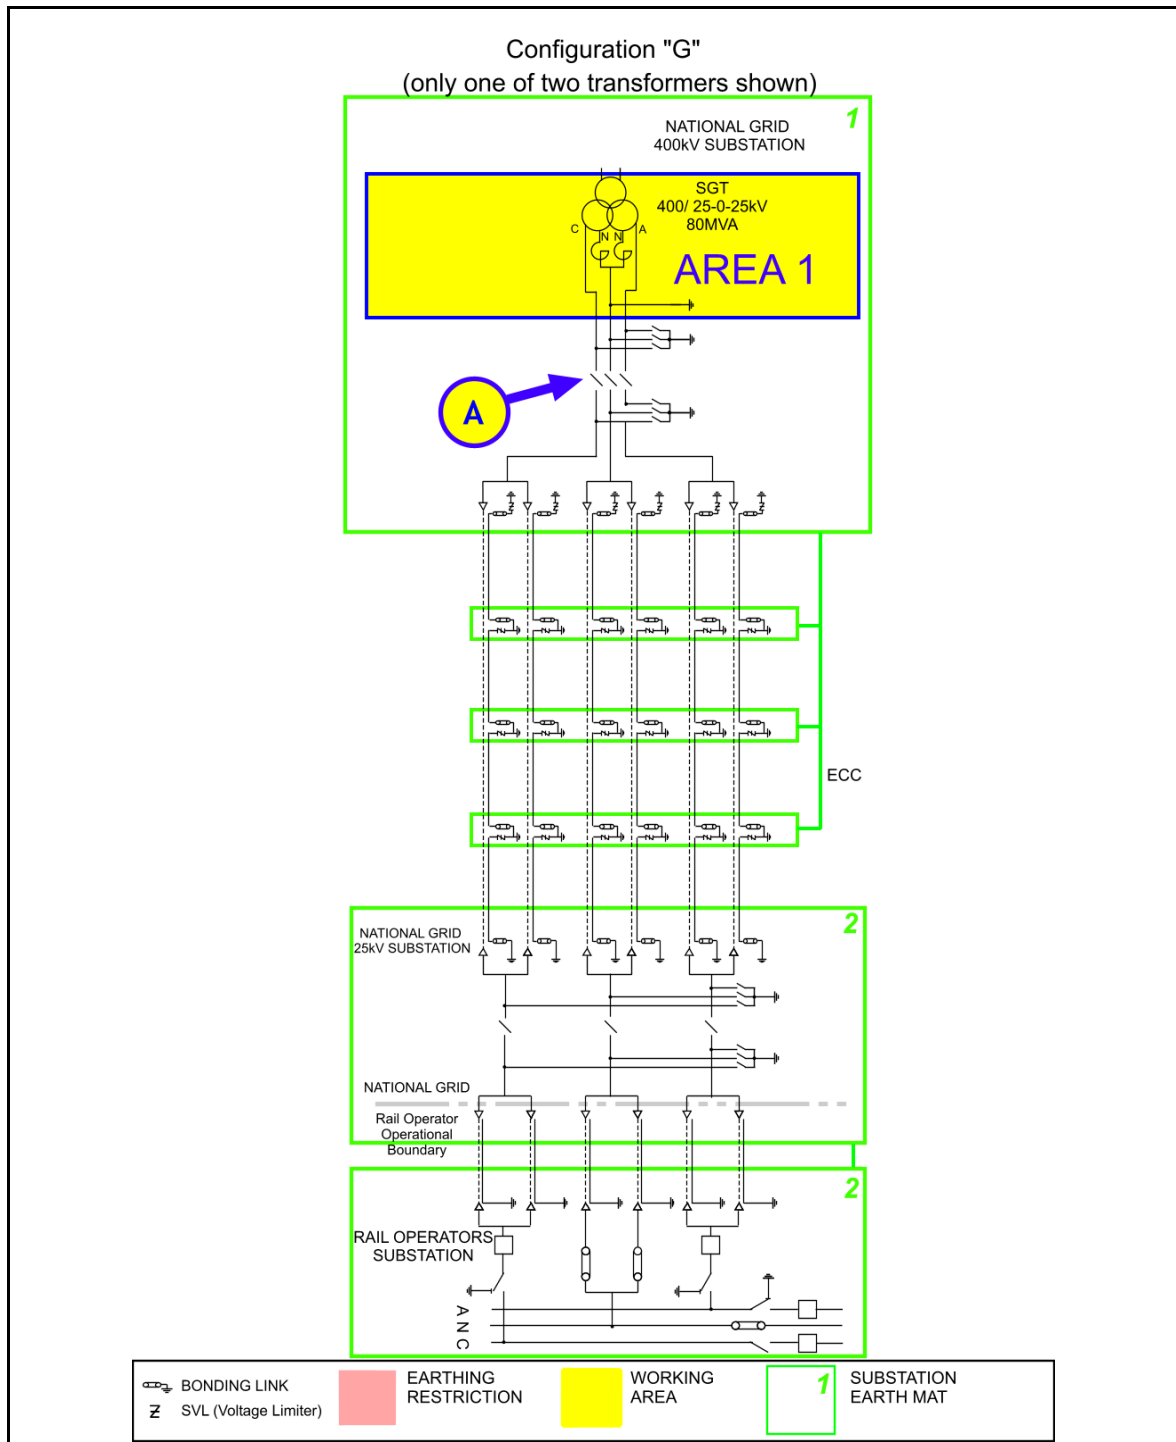 Configuration "G"
(only one of two transformers shown)
1
NATIONAL GRID
400kV SUBSTATION
SGT
400/ 25-0-25kV
80MVA
C
N
N
A
AREA 1
A
ECC
2
NATIONAL GRID
25kV SUBSTATION
NATIONAL GRID
Rail Operator
Operational
Boundary
2
RAIL OPERATORS
SUBSTATION
A
N
C
BONDING LINK
SVL (Voltage Limiter)
EARTHING
RESTRICTION
WORKING
AREA
1
SUBSTATION
EARTH MAT